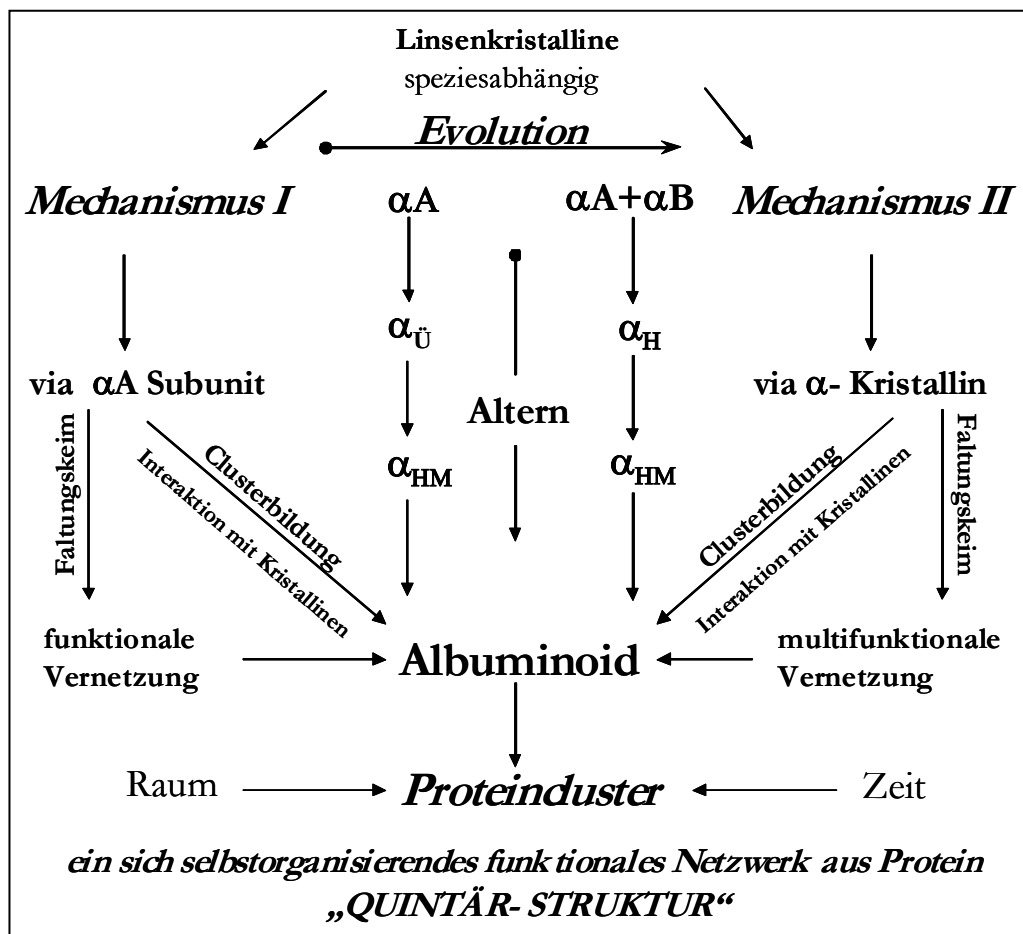 Linsenkristalline
speziesabhängig
Evolution
Mechanismus I
αA
αA+αB
Mechanismus II
αÜ
αH
via αA Subunit
Altern
via α- Kristallin
Faltungskeim
Clusterbildung
Interaktion mit Kristallinen
αHM
αHM
Clusterbildung
Interaktion mit Kristallinen
Faltungskeim
funktionale
Vernetzung
Albuminoid
multifunktionale
Vernetzung
Raum
Proteincluster
Zeit
ein sich selbstorganisierendes funktionales Netzwerk aus Protein
„QUINTÄR- STRUKTUR“